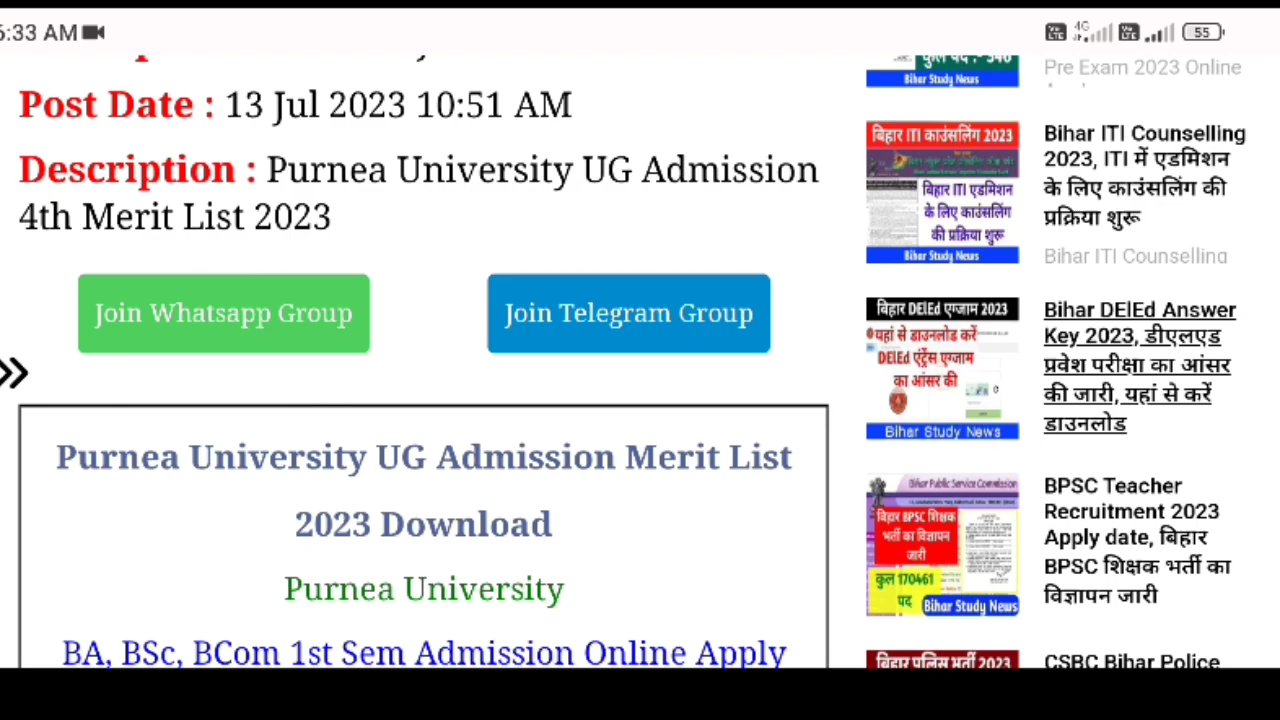 6:33 AM
4G
55
Post Date : 13 Jul 2023 10:51 AM
Description : Purnea University UG Admission
4th Merit List 2023
Join Whatsapp Group
Join Telegram Group
Purnea University UG Admission Merit List
2023 Download
Purnea University
BA, BSc, BCom 1st Sem Admission Online Apply
Bihar Study News
Pre Exam 2023 Online
बिहार ITI काउंसलिंग 2023
बिहार ITI एडमिशन
के लिए काउंसलिंग
की प्रक्रिया शुरू
Bihar Study News
Bihar ITI Counselling
2023, ITI में एडमिशन
के लिए काउंसलिंग की
प्रक्रिया शुरू
Bihar ITI Counselling
बिहार DElEd एग्जाम 2023
यहां से डाउनलोड करें
DElEd एंट्रेंस एग्जाम
का आंसर की
Bihar Study News
Bihar DElEd Answer
Key 2023, डीएलएड
प्रवेश परीक्षा का आंसर
की जारी, यहां से करें
डाउनलोड
Bihar Public Service Commission
बिहार BPSC शिक्षक
भर्ती का विज्ञापन
जारी
कुल 170461
पद
Bihar Study News
BPSC Teacher
Recruitment 2023
Apply date, बिहार
BPSC शिक्षक भर्ती का
विज्ञापन जारी
बिहार पुलिस भर्ती 2023
CSBC Bihar Police